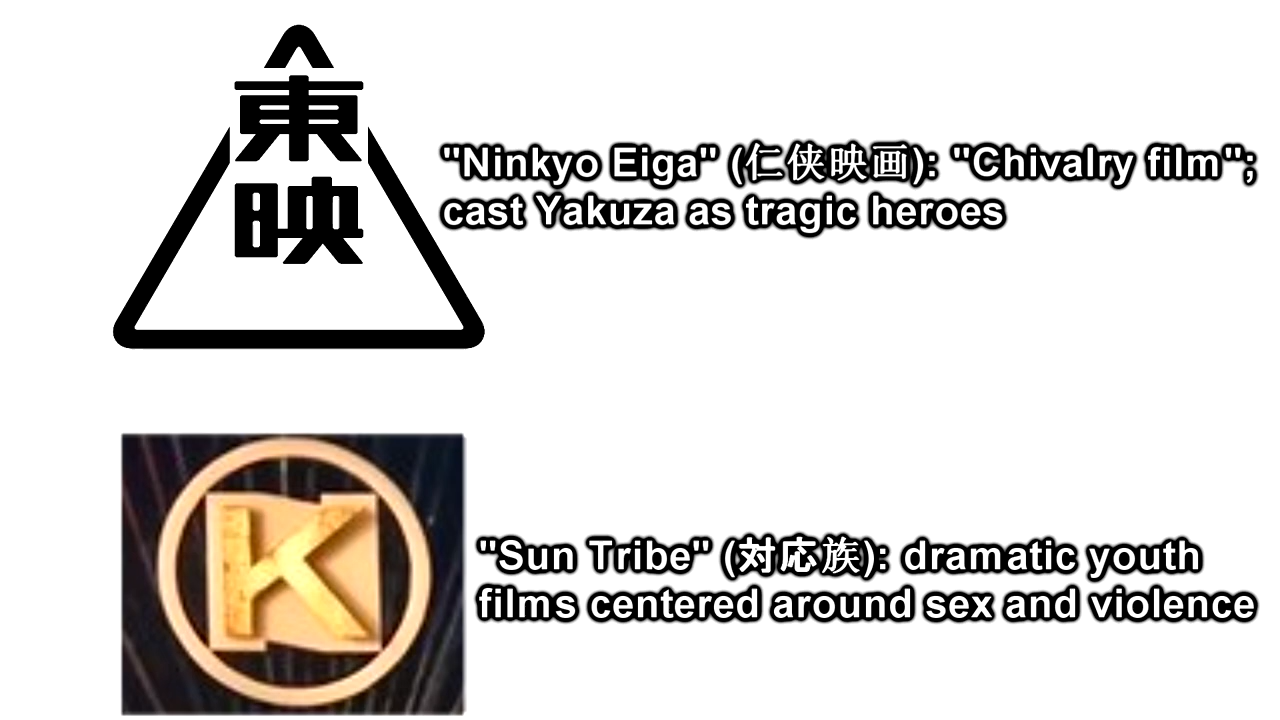 東
映
"Ninkyo Eiga" (仁侠映画): "Chivalry film";
cast Yakuza as tragic heroes
K
"Sun Tribe" (対応族): dramatic youth
films centered around sex and violence